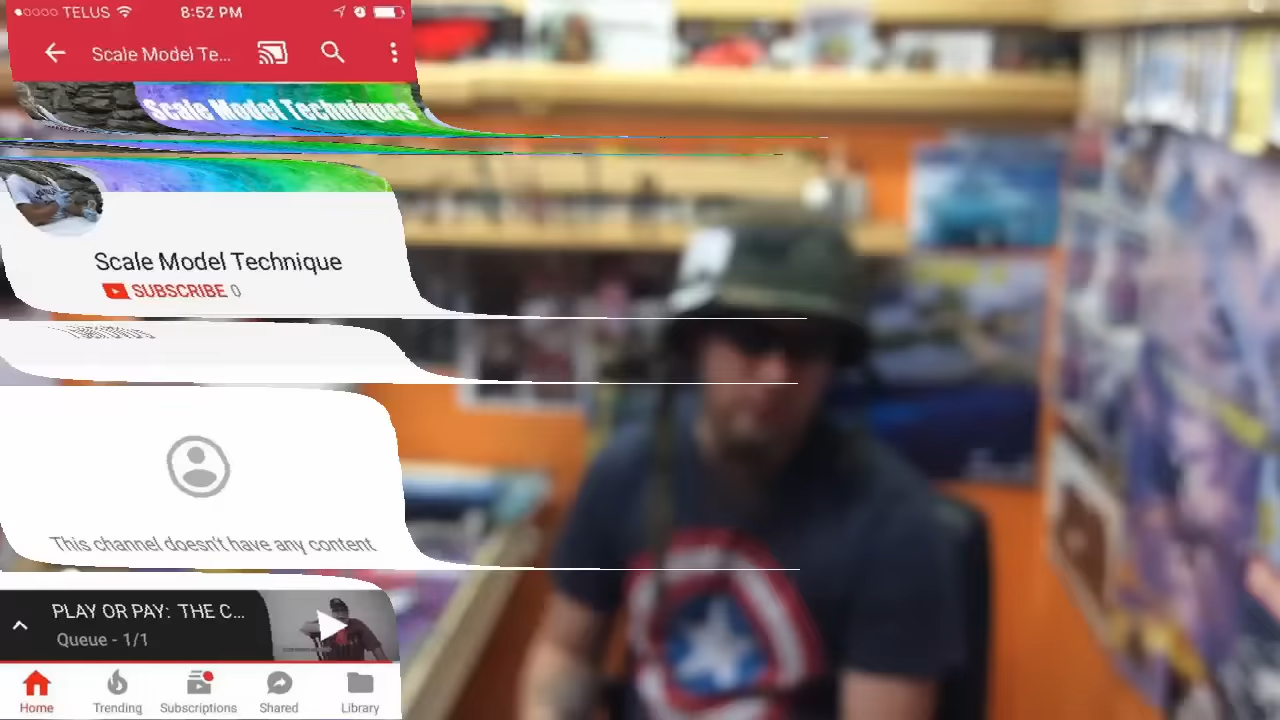 TELUS 8:52 PM
Scale Model Te...
Scale Model Techniques
Scale Model Technique
SUBSCRIBE 0
This channel doesn't have any content.
PLAY OR PAY: THE C...
Queue - 1/1
Home Trending Subscriptions Shared Library